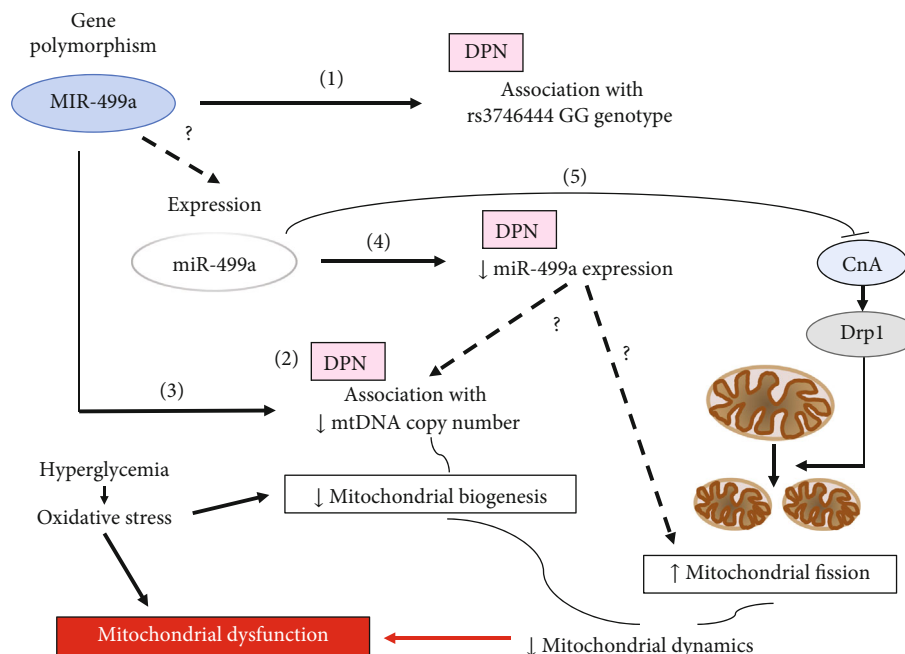 Gene
polymorphism
MIR-499a
(1)
DPN
Association with
rs3746444 GG genotype
?
Expression
miR-499a
(4)
(5)
DPN
↓ miR-499a expression
CnA
Drp1
?
?
(2)
DPN
(3)
Association with
↓ mtDNA copy number
Hyperglycemia
Oxidative stress
↓ Mitochondrial biogenesis
↑ Mitochondrial fission
Mitochondrial dysfunction
↓ Mitochondrial dynamics